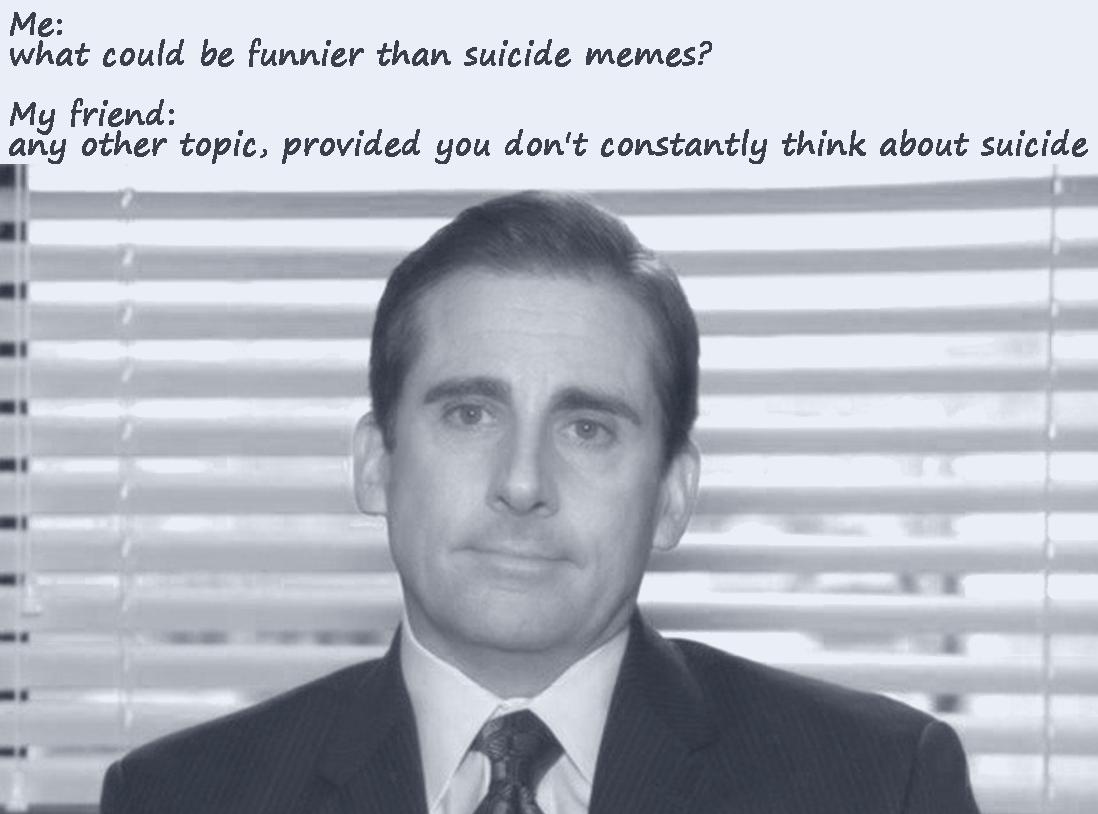 Me:
what could be funnier than suicide memes?
My friend:
any other topic, provided you don't constantly think about suicide